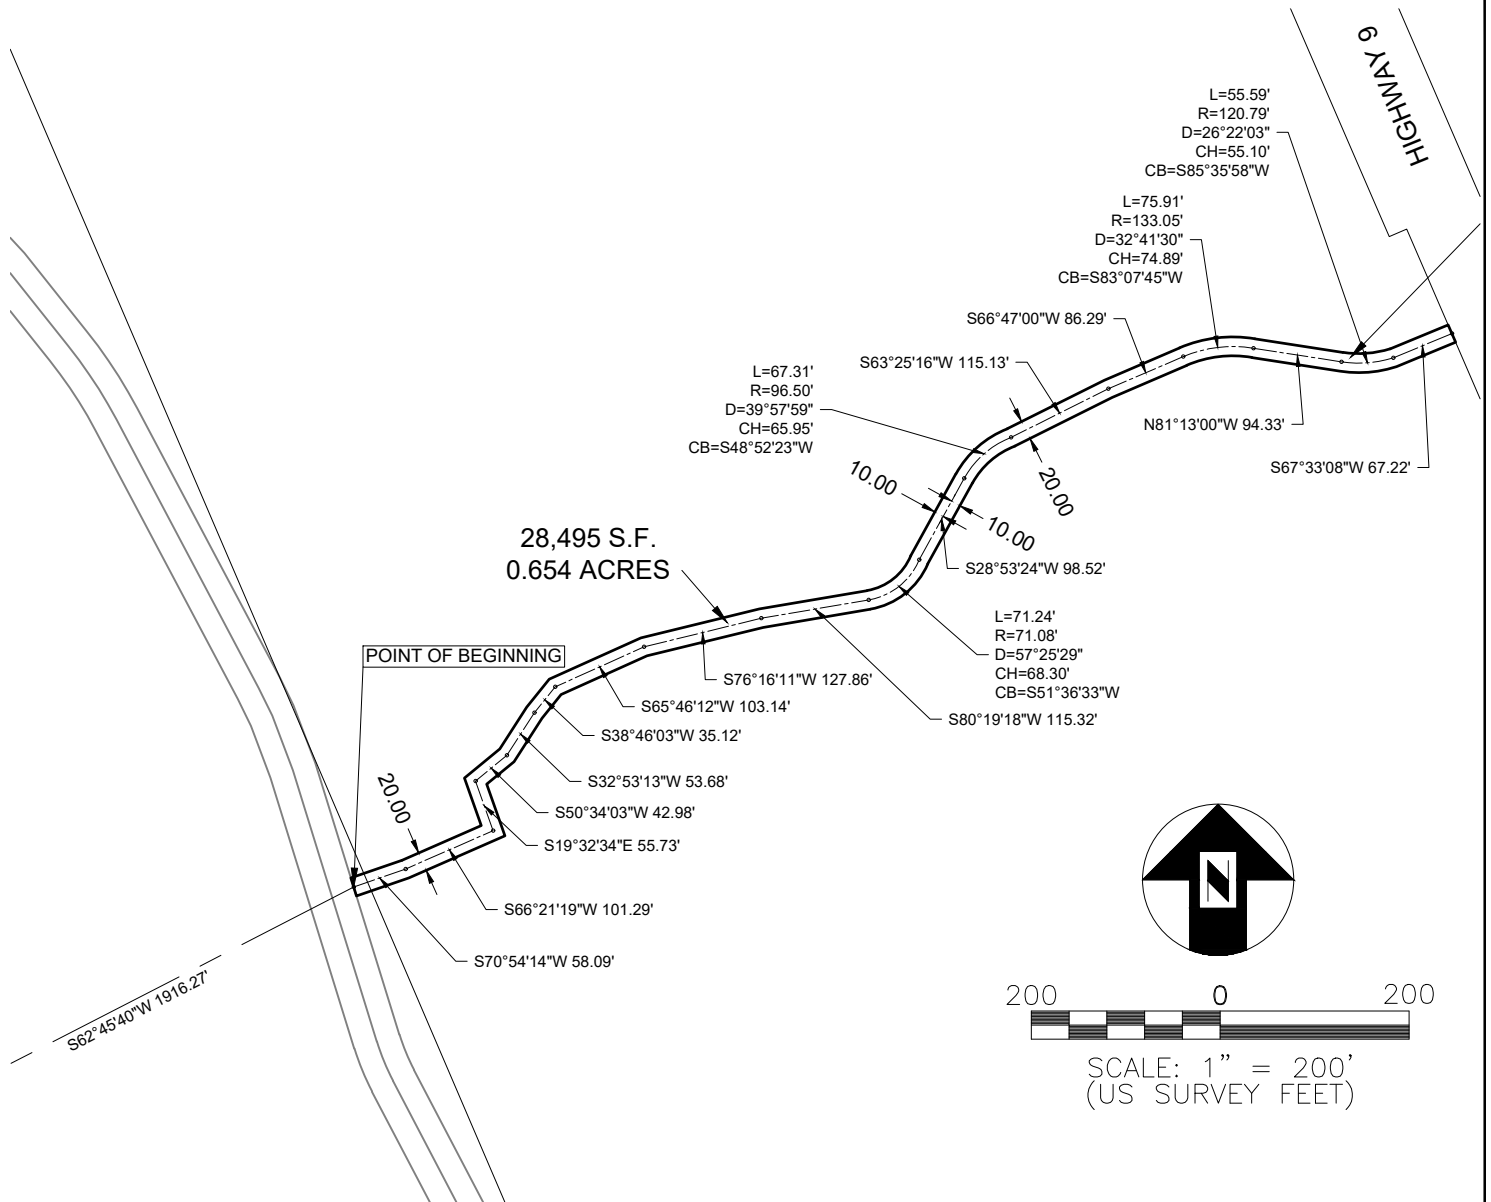 HIGHWAY 9
L=55.59'
R=120.79'
D=26°22'03"
CH=55.10'
CB=S85°35'58"W
L=75.91'
R=133.05'
D=32°41'30"
CH=74.89'
CB=S83°07'45"W
S66°47'00"W 86.29'
S63°25'16"W 115.13'
L=67.31'
R=96.50'
D=39°57'59"
CH=65.95'
CB=S48°52'23"W
N81°13'00"W 94.33'
S67°33'08"W 67.22'
10.00
20.00
10.00
28,495 S.F.
0.654 ACRES
S28°53'24"W 98.52'
L=71.24'
R=71.08'
D=57°25'29"
CH=68.30'
CB=S51°36'33"W
POINT OF BEGINNING
S76°16'11"W 127.86'
S65°46'12"W 103.14'
S80°19'18"W 115.32'
S38°46'03"W 35.12'
S32°53'13"W 53.68'
20.00
S50°34'03"W 42.98'
S19°32'34"E 55.73'
S66°21'19"W 101.29'
S70°54'14"W 58.09'
S62°45'40"W 1916.27'
N
200 0 200
SCALE: 1" = 200'
(US SURVEY FEET)